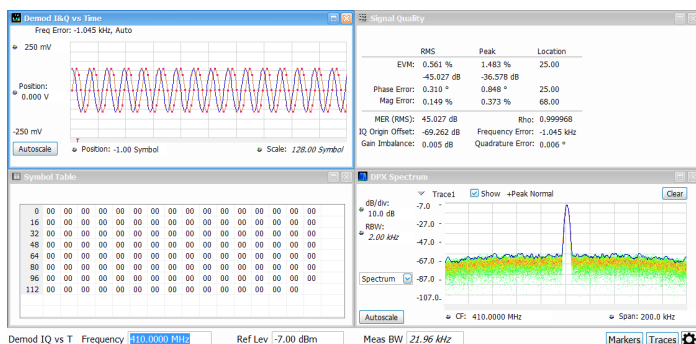 Demod I&Q vs Time
Freq Error: -1.045 kHz, Auto
250 mV
Position:
0.000 V
-250 mV
Autoscale
Position: -1.00 Symbol
Scale: 128.00 Symbol
Signal Quality
RMS Peak Location
EVM: 0.561 % 1.483 % 25.00
-45.027 dB -36.578 dB
Phase Error: 0.310 ° 0.848 ° 25.00
Mag Error: 0.149 % 0.373 % 68.00
MER (RMS): 45.027 dB Rho: 0.999968
IQ Origin Offset: -69.262 dB Frequency Error: -1.045 kHz
Gain Imbalance: 0.005 dB Quadrature Error: 0.006 °
Symbol Table
0 00 00 00 00 00 00 00 00 00 00 00 00 00 00 00 00
16 00 00 00 00 00 00 00 00 00 00 00 00 00 00 00 00
32 00 00 00 00 00 00 00 00 00 00 00 00 00 00 00 00
48 00 00 00 00 00 00 00 00 00 00 00 00 00 00 00 00
64 00 00 00 00 00 00 00 00 00 00 00 00 00 00 00 00
80 00 00 00 00 00 00 00 00 00 00 00 00 00 00 00 00
96 00 00 00 00 00 00 00 00 00 00 00 00 00 00 00 00
112 00 00 00 00 00 00 00 00 00 00 00 00 00 00 00
DPX Spectrum
Trace1 Show +Peak Normal Clear
dB/div:
10.0 dB
RBW:
2.00 kHz
-7.0
-27.0
-47.0
-67.0
Spectrum -87.0
-107.0
Autoscale CF: 410.0000 MHz Span: 200.0 kHz
Demod IQ vs T Frequency 410.0000 MHz Ref Lev -7.00 dBm Meas BW 21.96 kHz Markers Traces